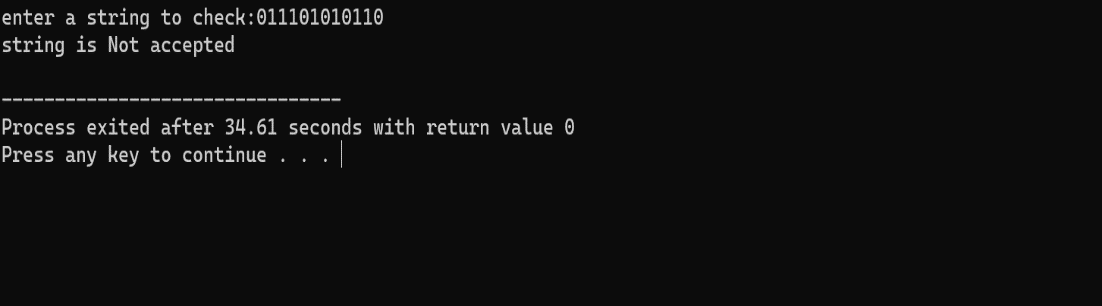 enter a string to check:011101010110
string is Not accepted
--------------------------------
Process exited after 34.61 seconds with return value 0
Press any key to continue . . .